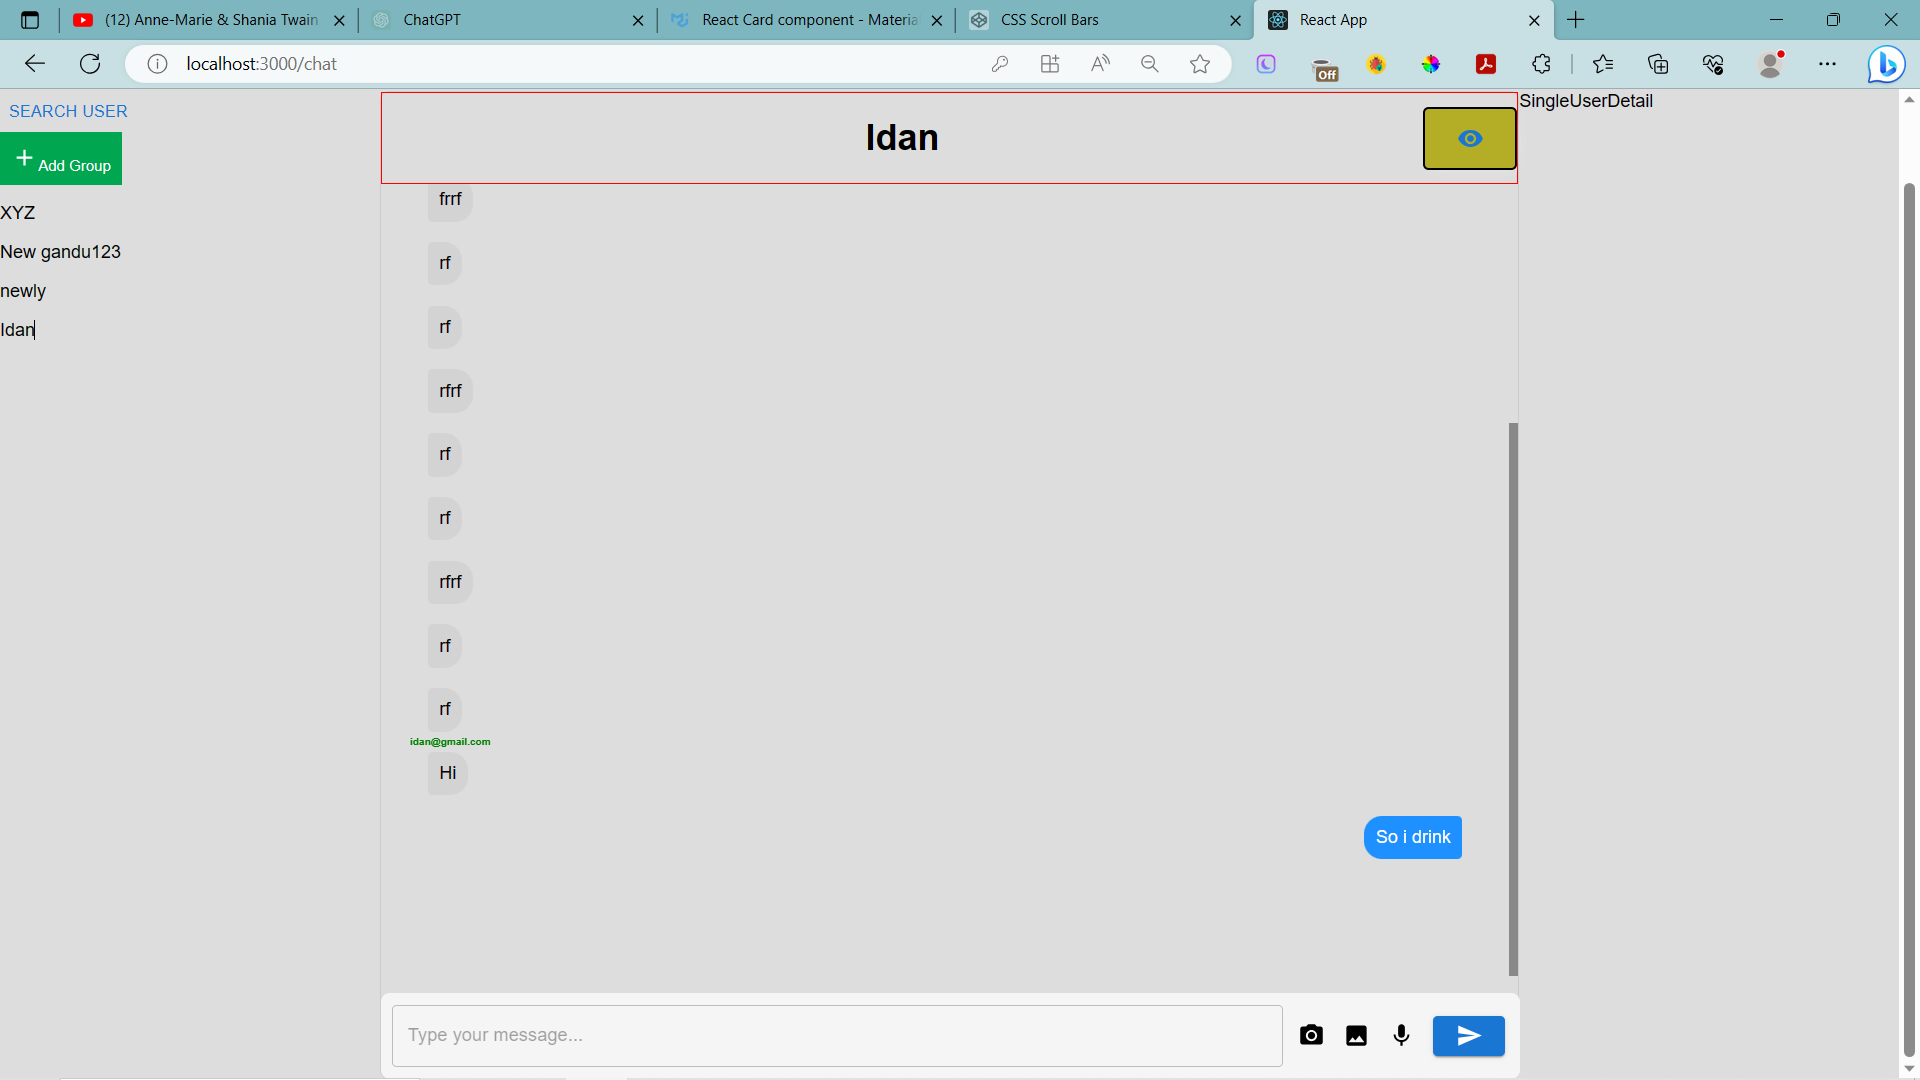 (12) Anne-Marie & Shania Twain
ChatGPT
React Card component - Materia
CSS Scroll Bars
React App
localhost:3000/chat
Off
SEARCH USER
+ Add Group
XYZ
New gandu123
newly
Idan
Idan
SingleUserDetail
frrf
rf
rf
rfrf
rf
rf
rfrf
rf
rf
idan@gmail.com
Hi
So i drink
Type your message...